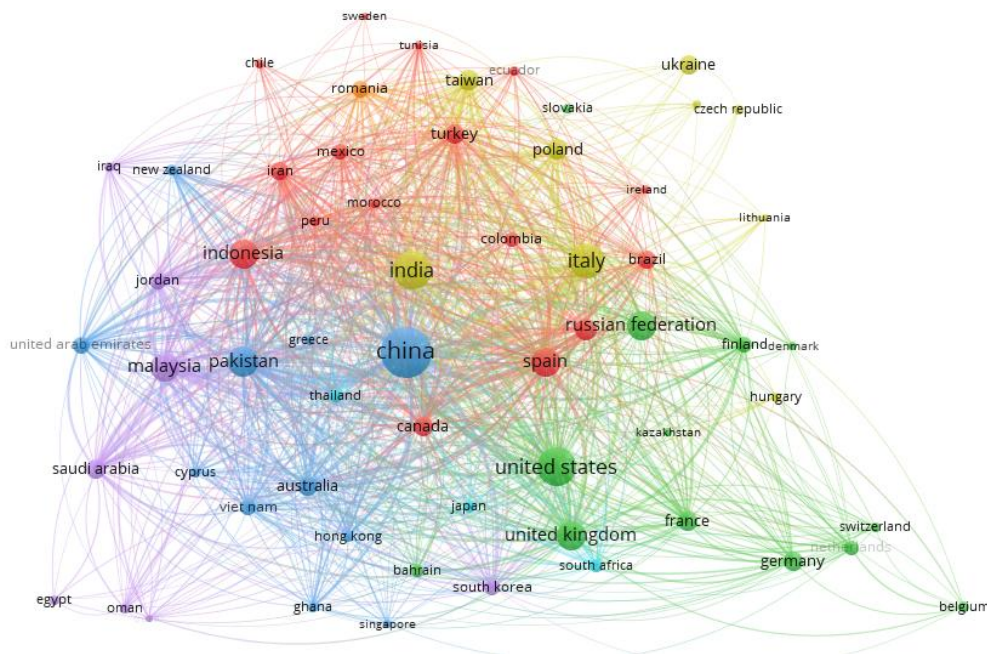 sweden
tunisia
chile
ecuador
ukraine
taiwan
romania
slovakia
czech republic
turkey
mexico
poland
iraq
new zealand
iran
ireland
morocco
peru
lithuania
colombia
indonesia
italy
brazil
india
jordan
russian federation
united arab emirates
greece
china
finland
denmark
malaysia
pakistan
spain
thailand
hungary
canada
kazakhstan
saudi arabia
cyprus
united states
australia
viet nam
japan
france
switzerland
hong kong
united kingdom
netherlands
germany
bahrain
south africa
south korea
egypt
oman
ghana
belgium
singapore